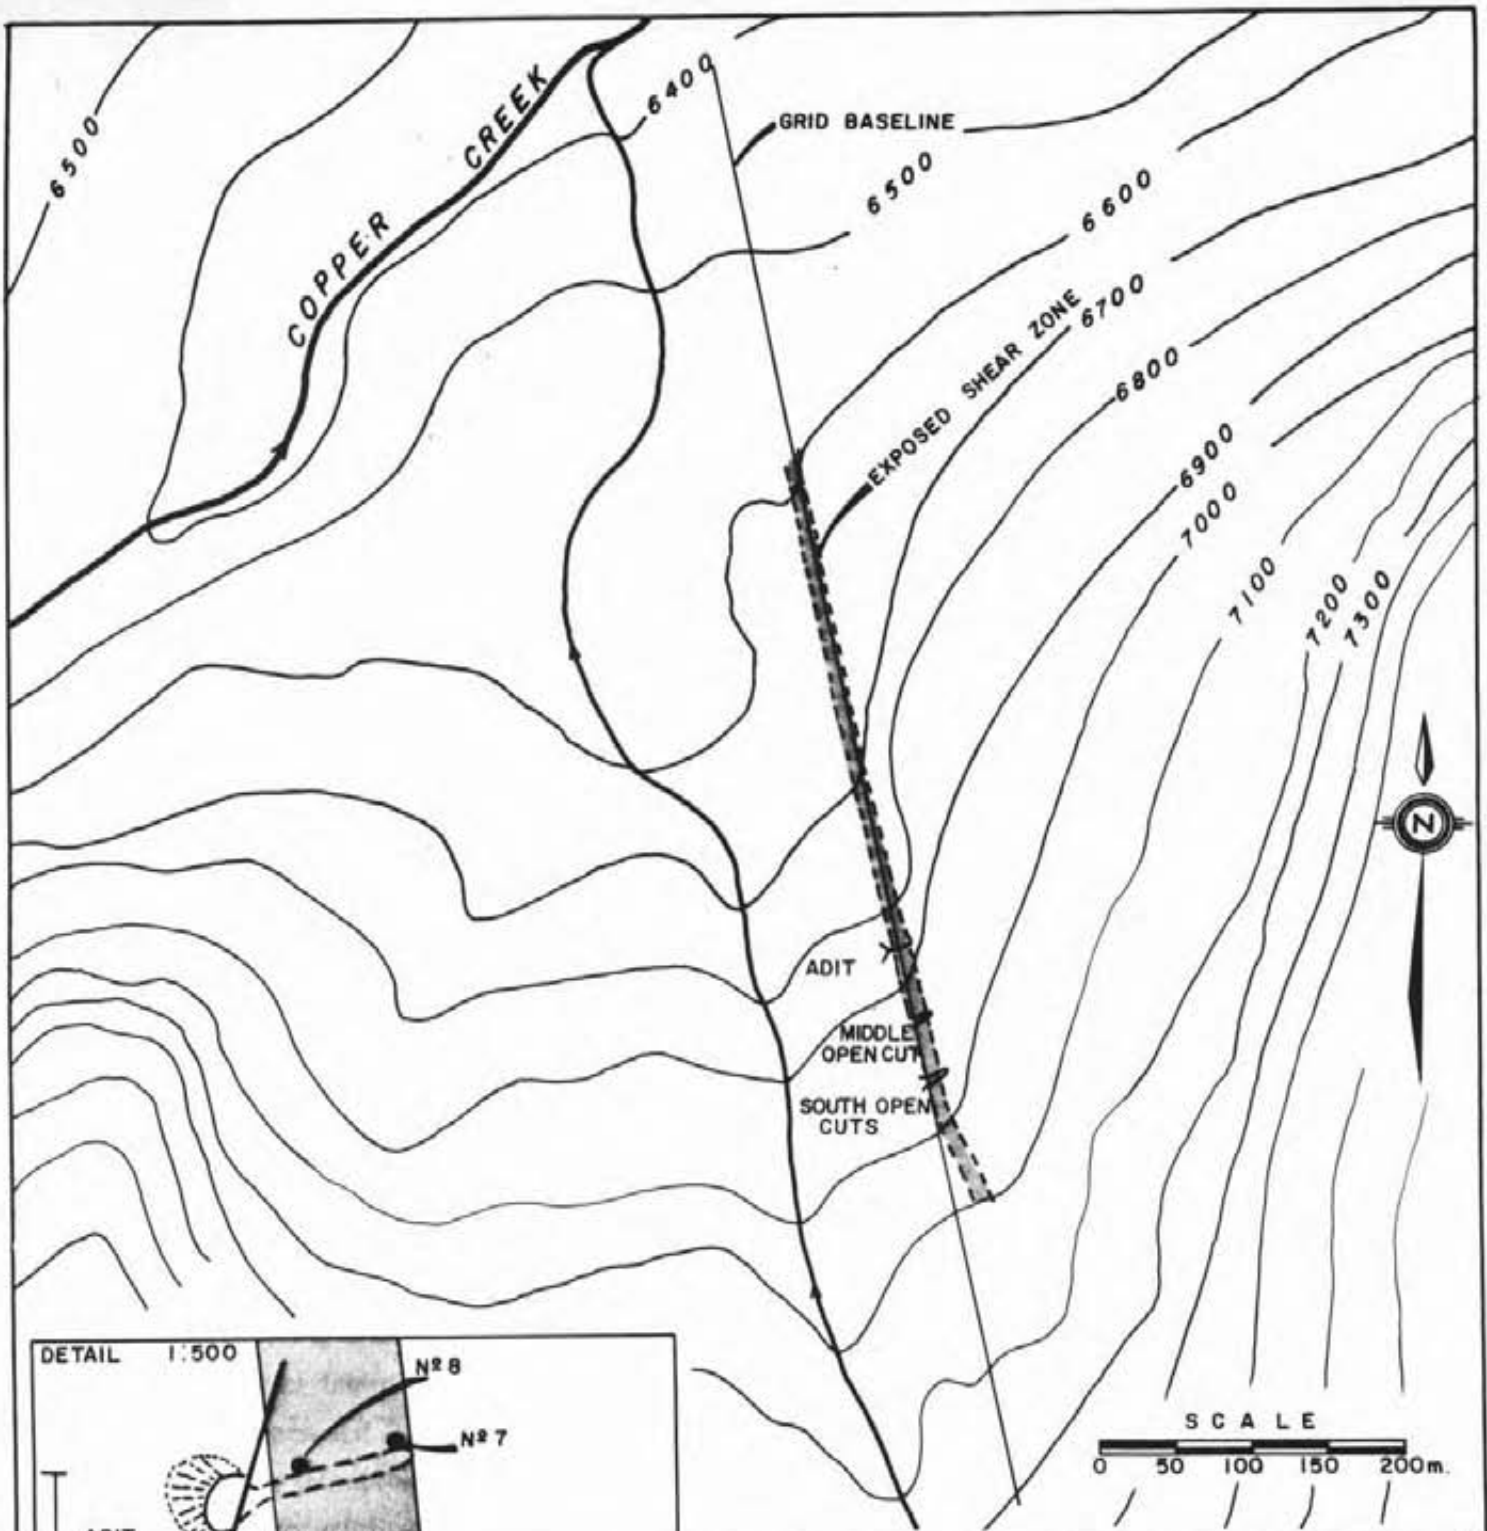 6400
COPPER CREEK
6500
GRID BASELINE
6500
6600
EXPOSED SHEAR ZONE
6700
6800
6900
7000
7100
7200
7300
N
ADIT
MIDDLE
OPEN CUT
SOUTH OPEN
CUTS
DETAIL 1:500
Nº 8
Nº 7
SCALE
0 50 100 150 200m.